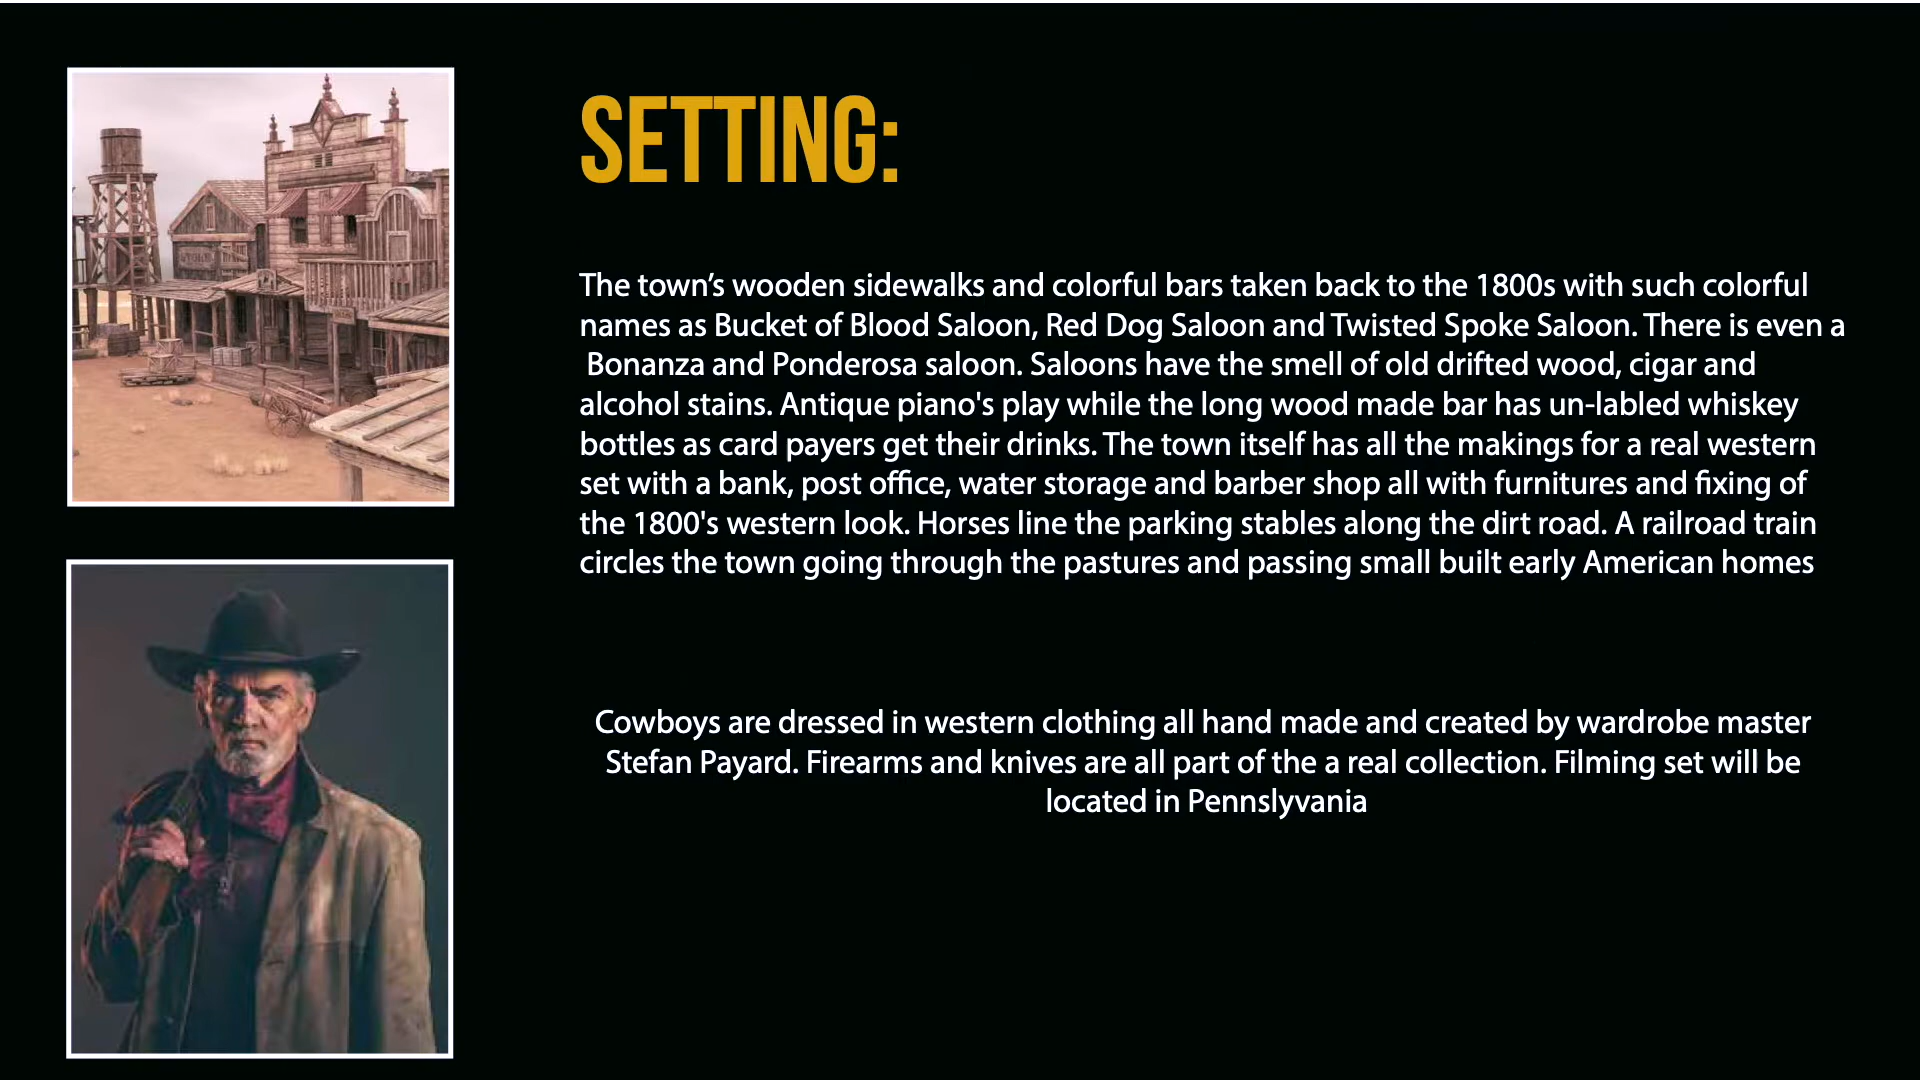 SETTING:
The town’s wooden sidewalks and colorful bars taken back to the 1800s with such colorful
names as Bucket of Blood Saloon, Red Dog Saloon and Twisted Spoke Saloon. There is even a
Bonanza and Ponderosa saloon. Saloons have the smell of old drifted wood, cigar and
alcohol stains. Antique piano's play while the long wood made bar has un-labled whiskey
bottles as card payers get their drinks. The town itself has all the makings for a real western
set with a bank, post office, water storage and barber shop all with furnitures and fixing of
the 1800's western look. Horses line the parking stables along the dirt road. A railroad train
circles the town going through the pastures and passing small built early American homes
Cowboys are dressed in western clothing all hand made and created by wardrobe master
Stefan Payard. Firearms and knives are all part of the a real collection. Filming set will be
located in Pennslyvania